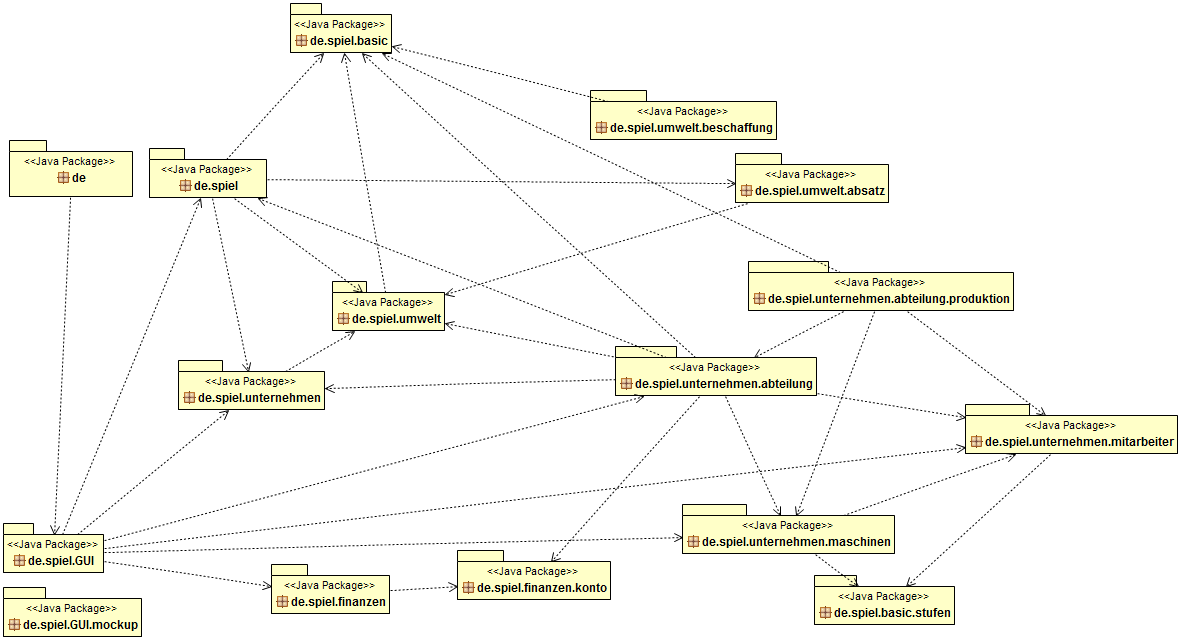 <<Java Package>>
de.spiel.basic
<<Java Package>>
de.spiel.umwelt.beschaffung
<<Java Package>>
de
<<Java Package>>
de.spiel
<<Java Package>>
de.spiel.umwelt.absatz
<<Java Package>>
de.spiel.unternehmen.abteilung.produktion
<<Java Package>>
de.spiel.umwelt
<<Java Package>>
de.spiel.unternehmen.abteilung
<<Java Package>>
de.spiel.unternehmen
<<Java Package>>
de.spiel.unternehmen.mitarbeiter
<<Java Package>>
de.spiel.unternehmen.maschinen
<<Java Package>>
de.spiel.GUI
<<Java Package>>
de.spiel.finanzen.konto
<<Java Package>>
de.spiel.finanzen
<<Java Package>>
de.spiel.basic.stufen
<<Java Package>>
de.spiel.GUI.mockup